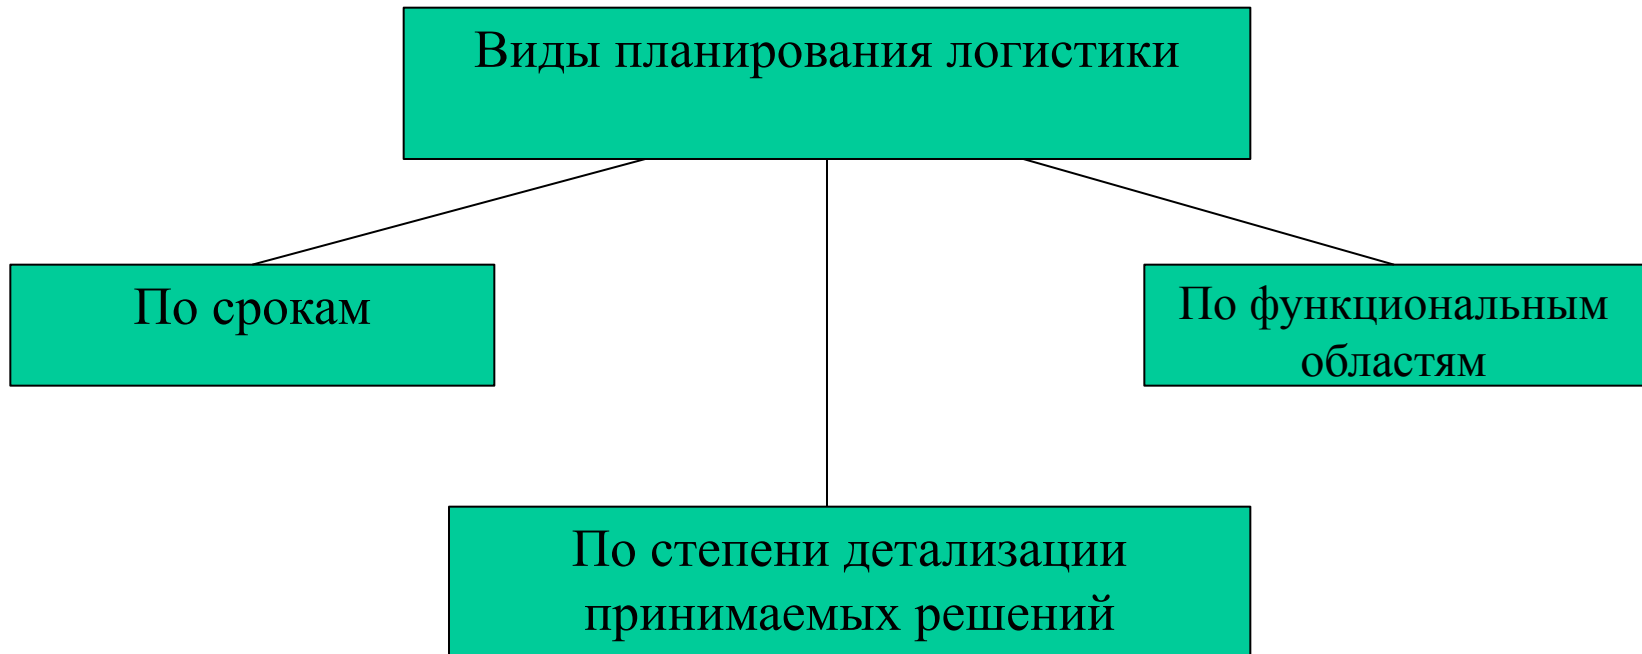 Виды планирования логистики
По срокам
По функциональным
областям
По степени детализации
принимаемых решений